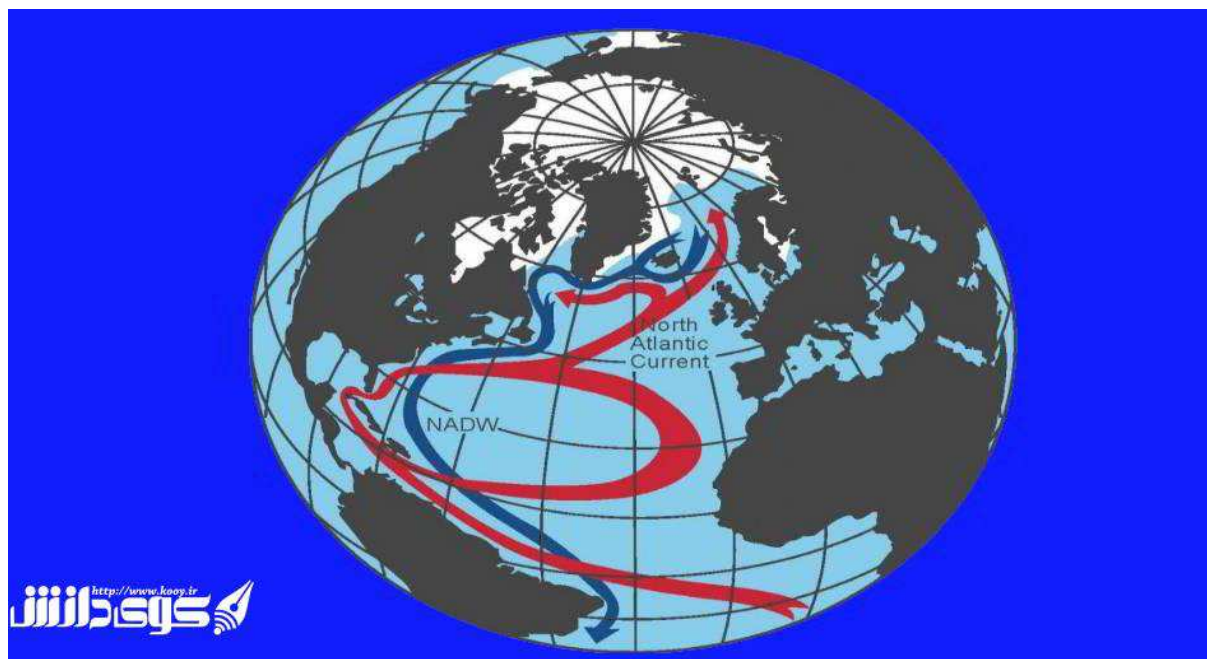 North
Atlantic
Current
NADW
http://www.kooy.ir
کوی دانش